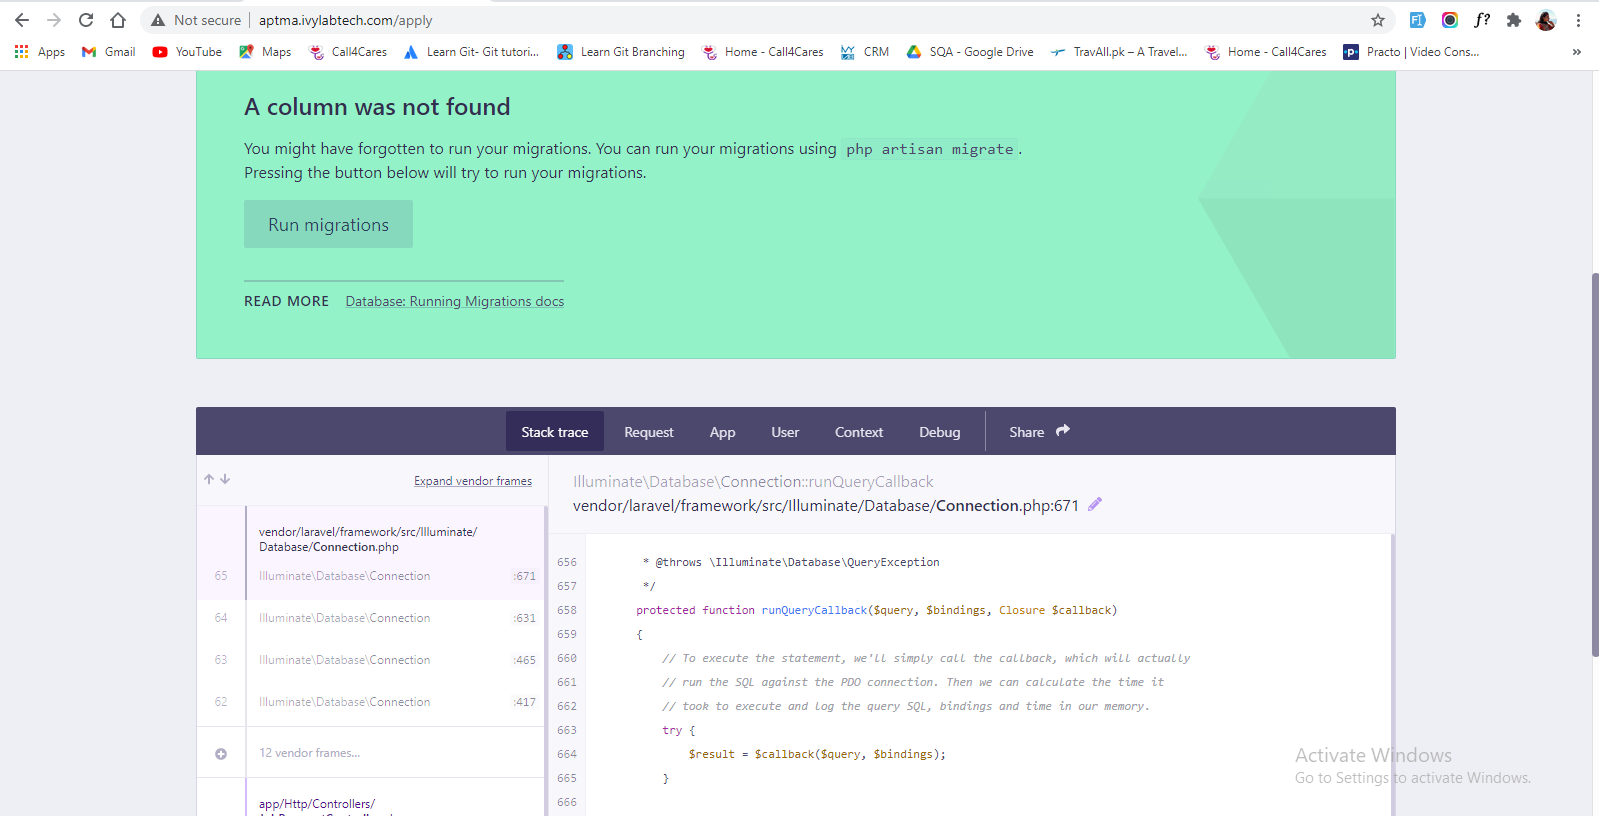 Not secure | aptma.ivylabtech.com/apply
f?
Apps Gmail YouTube Maps Call4Cares Learn Git- Git tutori... Learn Git Branching Home - Call4Cares CRM SQA - Google Drive TravAll.pk – A Travel... Home - Call4Cares Practo | Video Cons... »
A column was not found
You might have forgotten to run your migrations. You can run your migrations using php artisan migrate.
Pressing the button below will try to run your migrations.
Run migrations
READ MORE Database: Running Migrations docs
Stack trace Request App User Context Debug Share
Expand vendor frames
vendor/laravel/framework/src/Illuminate/
Database/Connection.php
65 Illuminate\Database\Connection :671
64 Illuminate\Database\Connection :631
63 Illuminate\Database\Connection :465
62 Illuminate\Database\Connection :417
12 vendor frames...
app/Http/Controllers/
Illuminate\Database\Connection::runQueryCallback
vendor/laravel/framework/src/Illuminate/Database/Connection.php:671
656 * @throws \Illuminate\Database\QueryException
657 */
658 protected function runQueryCallback($query, $bindings, Closure $callback)
659 {
660 // To execute the statement, we'll simply call the callback, which will actually
661 // run the SQL against the PDO connection. Then we can calculate the time it
662 // took to execute and log the query SQL, bindings and time in our memory.
663 try {
664 $result = $callback($query, $bindings);
665 }
666
Activate Windows
Go to Settings to activate Windows.